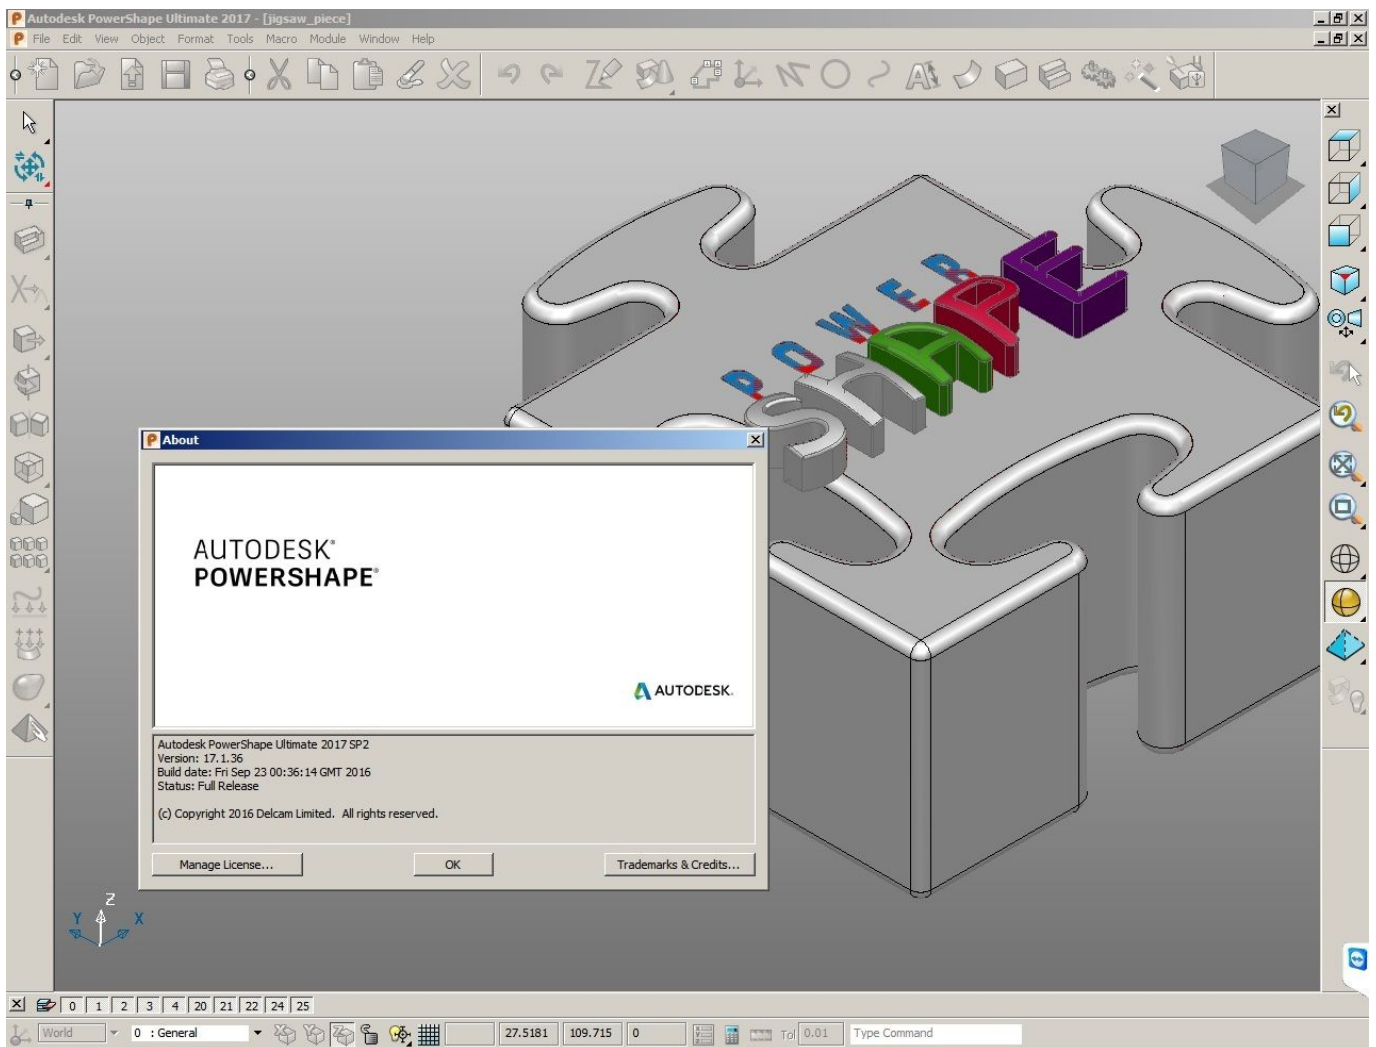 Autodesk PowerShape Ultimate 2017 - [jigsaw_piece]
File Edit View Object Format Tools Macro Module Window Help
POWER
SHAPE
About
AUTODESK®
POWERSHAPE®
AUTODESK.
Autodesk PowerShape Ultimate 2017 SP2
Version: 17.1.36
Build date: Fri Sep 23 00:36:14 GMT 2016
Status: Full Release
(c) Copyright 2016 Delcam Limited. All rights reserved.
Manage License...
OK
Trademarks & Credits...
Z
Y X
0 1 2 3 4 20 21 22 24 25
World 0 : General 27.5181 109.715 0 Tol 0.01 Type Command